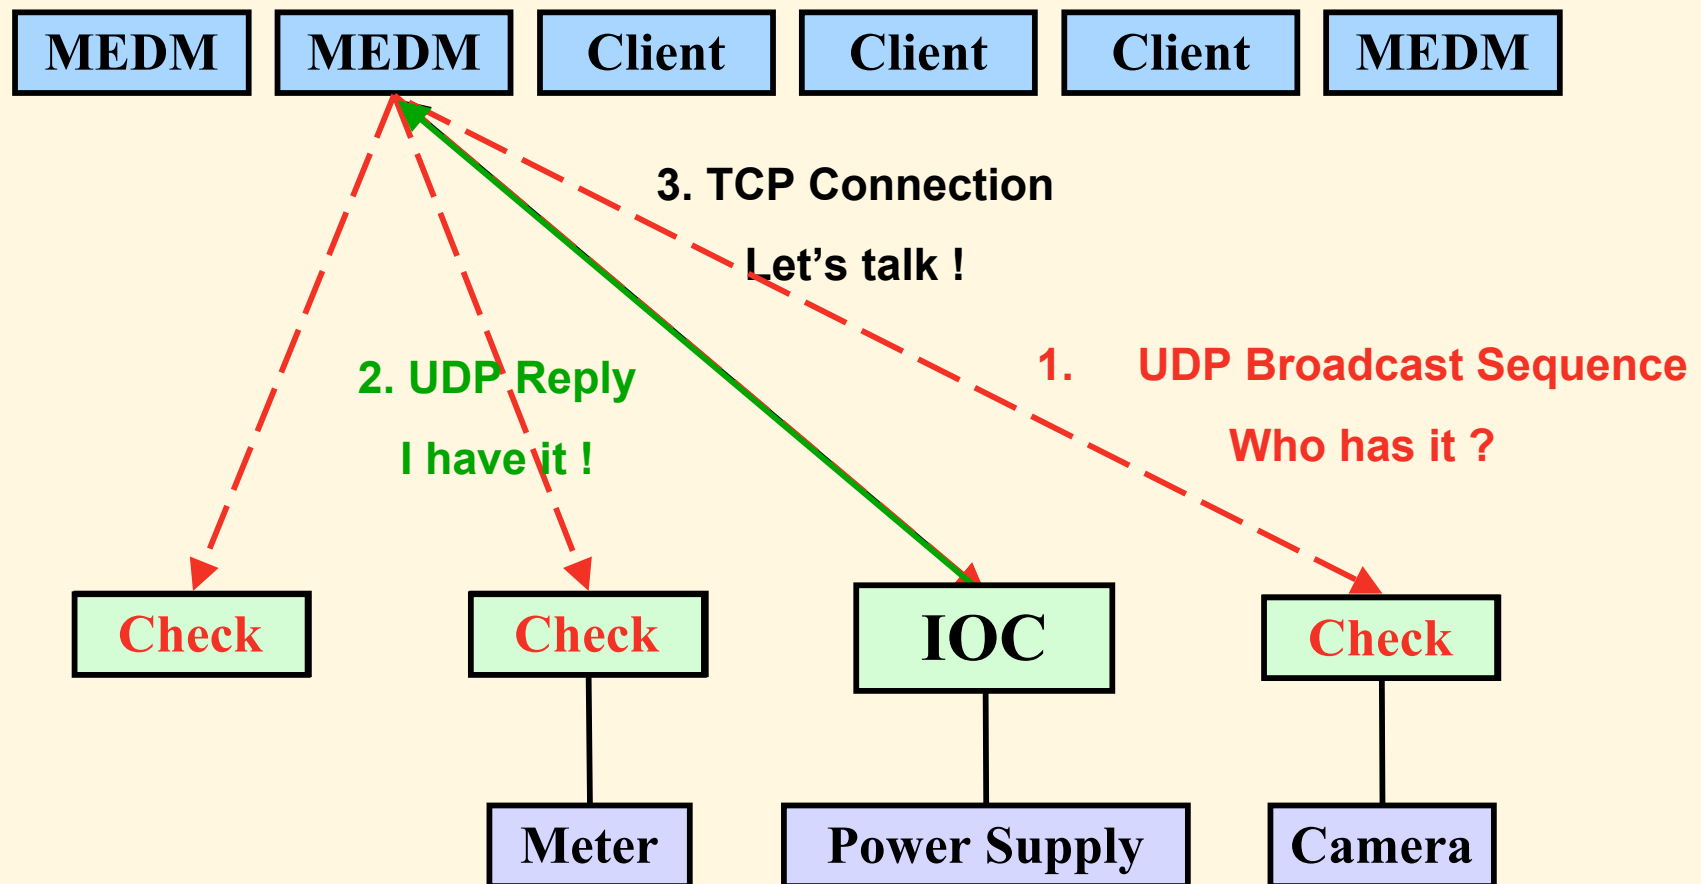 MEDM MEDM Client Client Client MEDM
3. TCP Connection
Let’s talk !
1. UDP Broadcast Sequence
Who has it ?
2. UDP Reply
I have it !
Check Check IOC Check
Meter Power Supply Camera